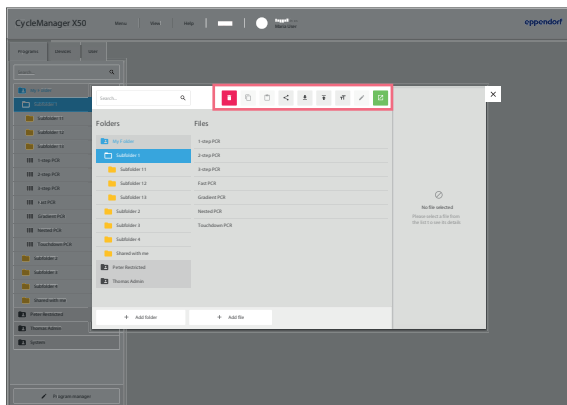 CycleManager X50
Menu
View
Help
eppendorf
Programs
Devices
Search...
My Folder
Subfolder 1
Subfolder 11
Subfolder 12
Subfolder 13
1-step PCR
2-step PCR
3-step PCR
Fast PCR
Gradient PCR
Nested PCR
Touchdown PCR
Subfolder 2
Subfolder 3
Subfolder 4
Shared with me
Peter Restricted
Thomas Admin
System
Program manager
Search...
Folders
My Folder
Subfolder 1
Subfolder 11
Subfolder 12
Subfolder 13
Subfolder 2
Subfolder 3
Subfolder 4
Shared with me
Peter Restricted
Thomas Admin
+ Add folder
Files
1-step PCR
2-step PCR
3-step PCR
Fast PCR
Gradient PCR
Nested PCR
Touchdown PCR
+ Add file
No file selected
Please select a file from
the list to see its details